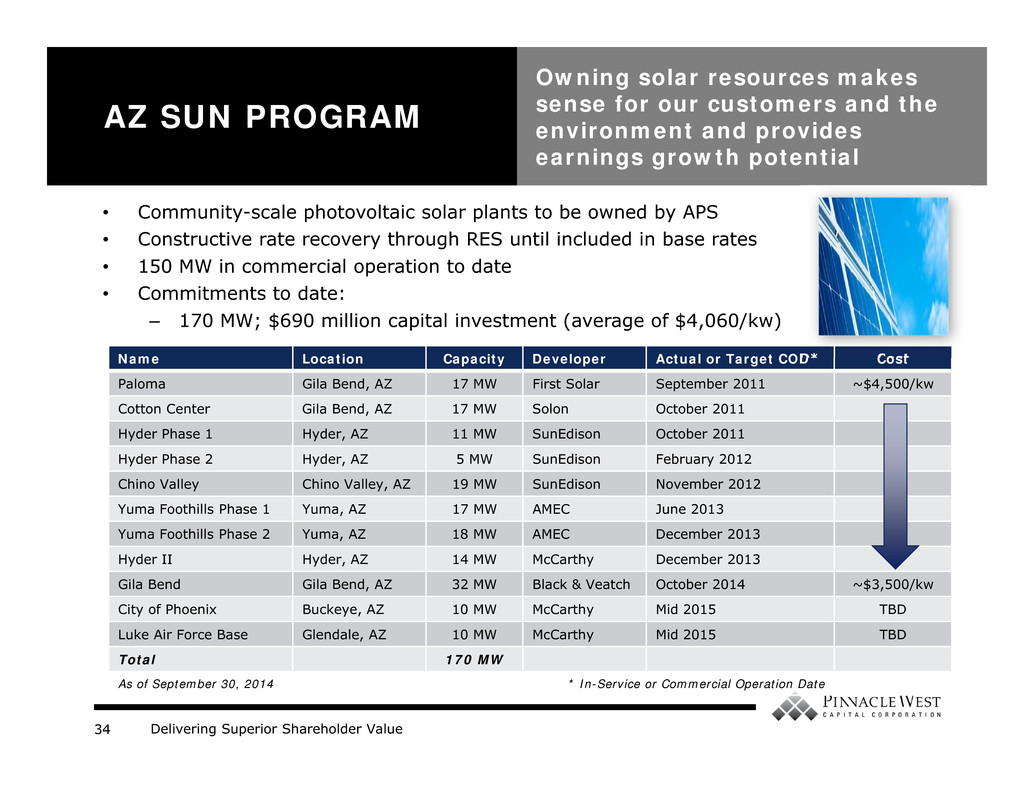 AZ SUN PROGRAM
Owning solar resources makes
sense for our customers and the
environment and provides
earnings growth potential
• Community-scale photovoltaic solar plants to be owned by APS
• Constructive rate recovery through RES until included in base rates
• 150 MW in commercial operation to date
• Commitments to date:
– 170 MW; $690 million capital investment (average of $4,060/kw)
Name Location Capacity Developer Actual or Target COD* Cost
Paloma Gila Bend, AZ 17 MW First Solar September 2011 ~$4,500/kw
Cotton Center Gila Bend, AZ 17 MW Solon October 2011
Hyder Phase 1 Hyder, AZ 11 MW SunEdison October 2011
Hyder Phase 2 Hyder, AZ 5 MW SunEdison February 2012
Chino Valley Chino Valley, AZ 19 MW SunEdison November 2012
Yuma Foothills Phase 1 Yuma, AZ 17 MW AMEC June 2013
Yuma Foothills Phase 2 Yuma, AZ 18 MW AMEC December 2013
Hyder II Hyder, AZ 14 MW McCarthy December 2013
Gila Bend Gila Bend, AZ 32 MW Black & Veatch October 2014 ~$3,500/kw
City of Phoenix Buckeye, AZ 10 MW McCarthy Mid 2015 TBD
Luke Air Force Base Glendale, AZ 10 MW McCarthy Mid 2015 TBD
Total 170 MW
As of September 30, 2014 * In-Service or Commercial Operation Date
PINNACLE WEST
CAPITAL CORPORATION
34 Delivering Superior Shareholder Value